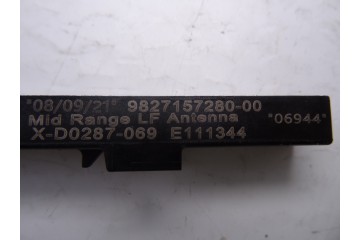 "08/09/21" 9827157280-00
Mid Range LF Antenna "06944"
X-D0287-069 E111344